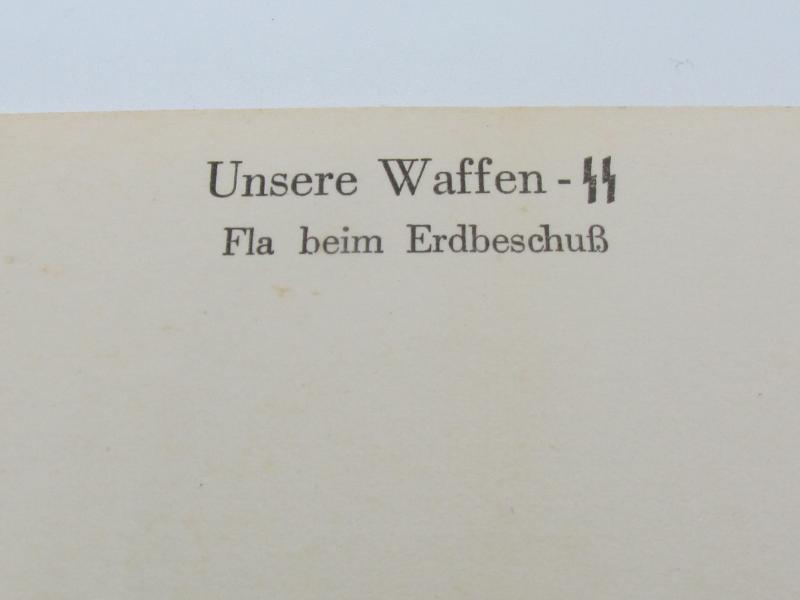 Unsere Waffen-ᛋᛋ
Fla beim Erdbeschuß